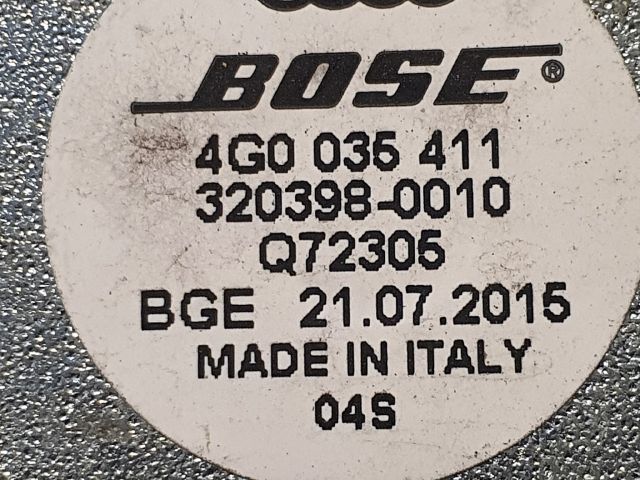 BOSE®
4G0 035 411
320398-0010
Q72305
BGE 21.07.2015
MADE IN ITALY
04S